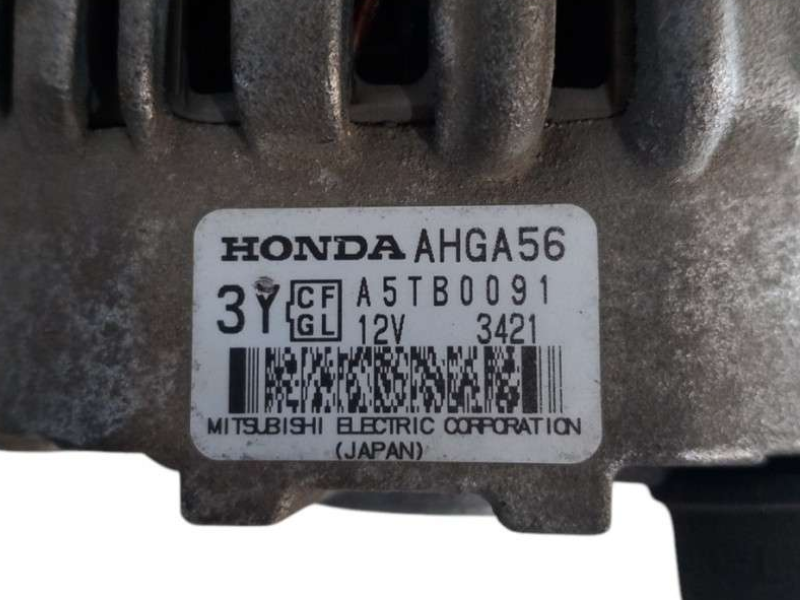 HONDA AHGA56
3Y CF GL A5TB0091
12V 3421
MITSUBISHI ELECTRIC CORPORATION
(JAPAN)